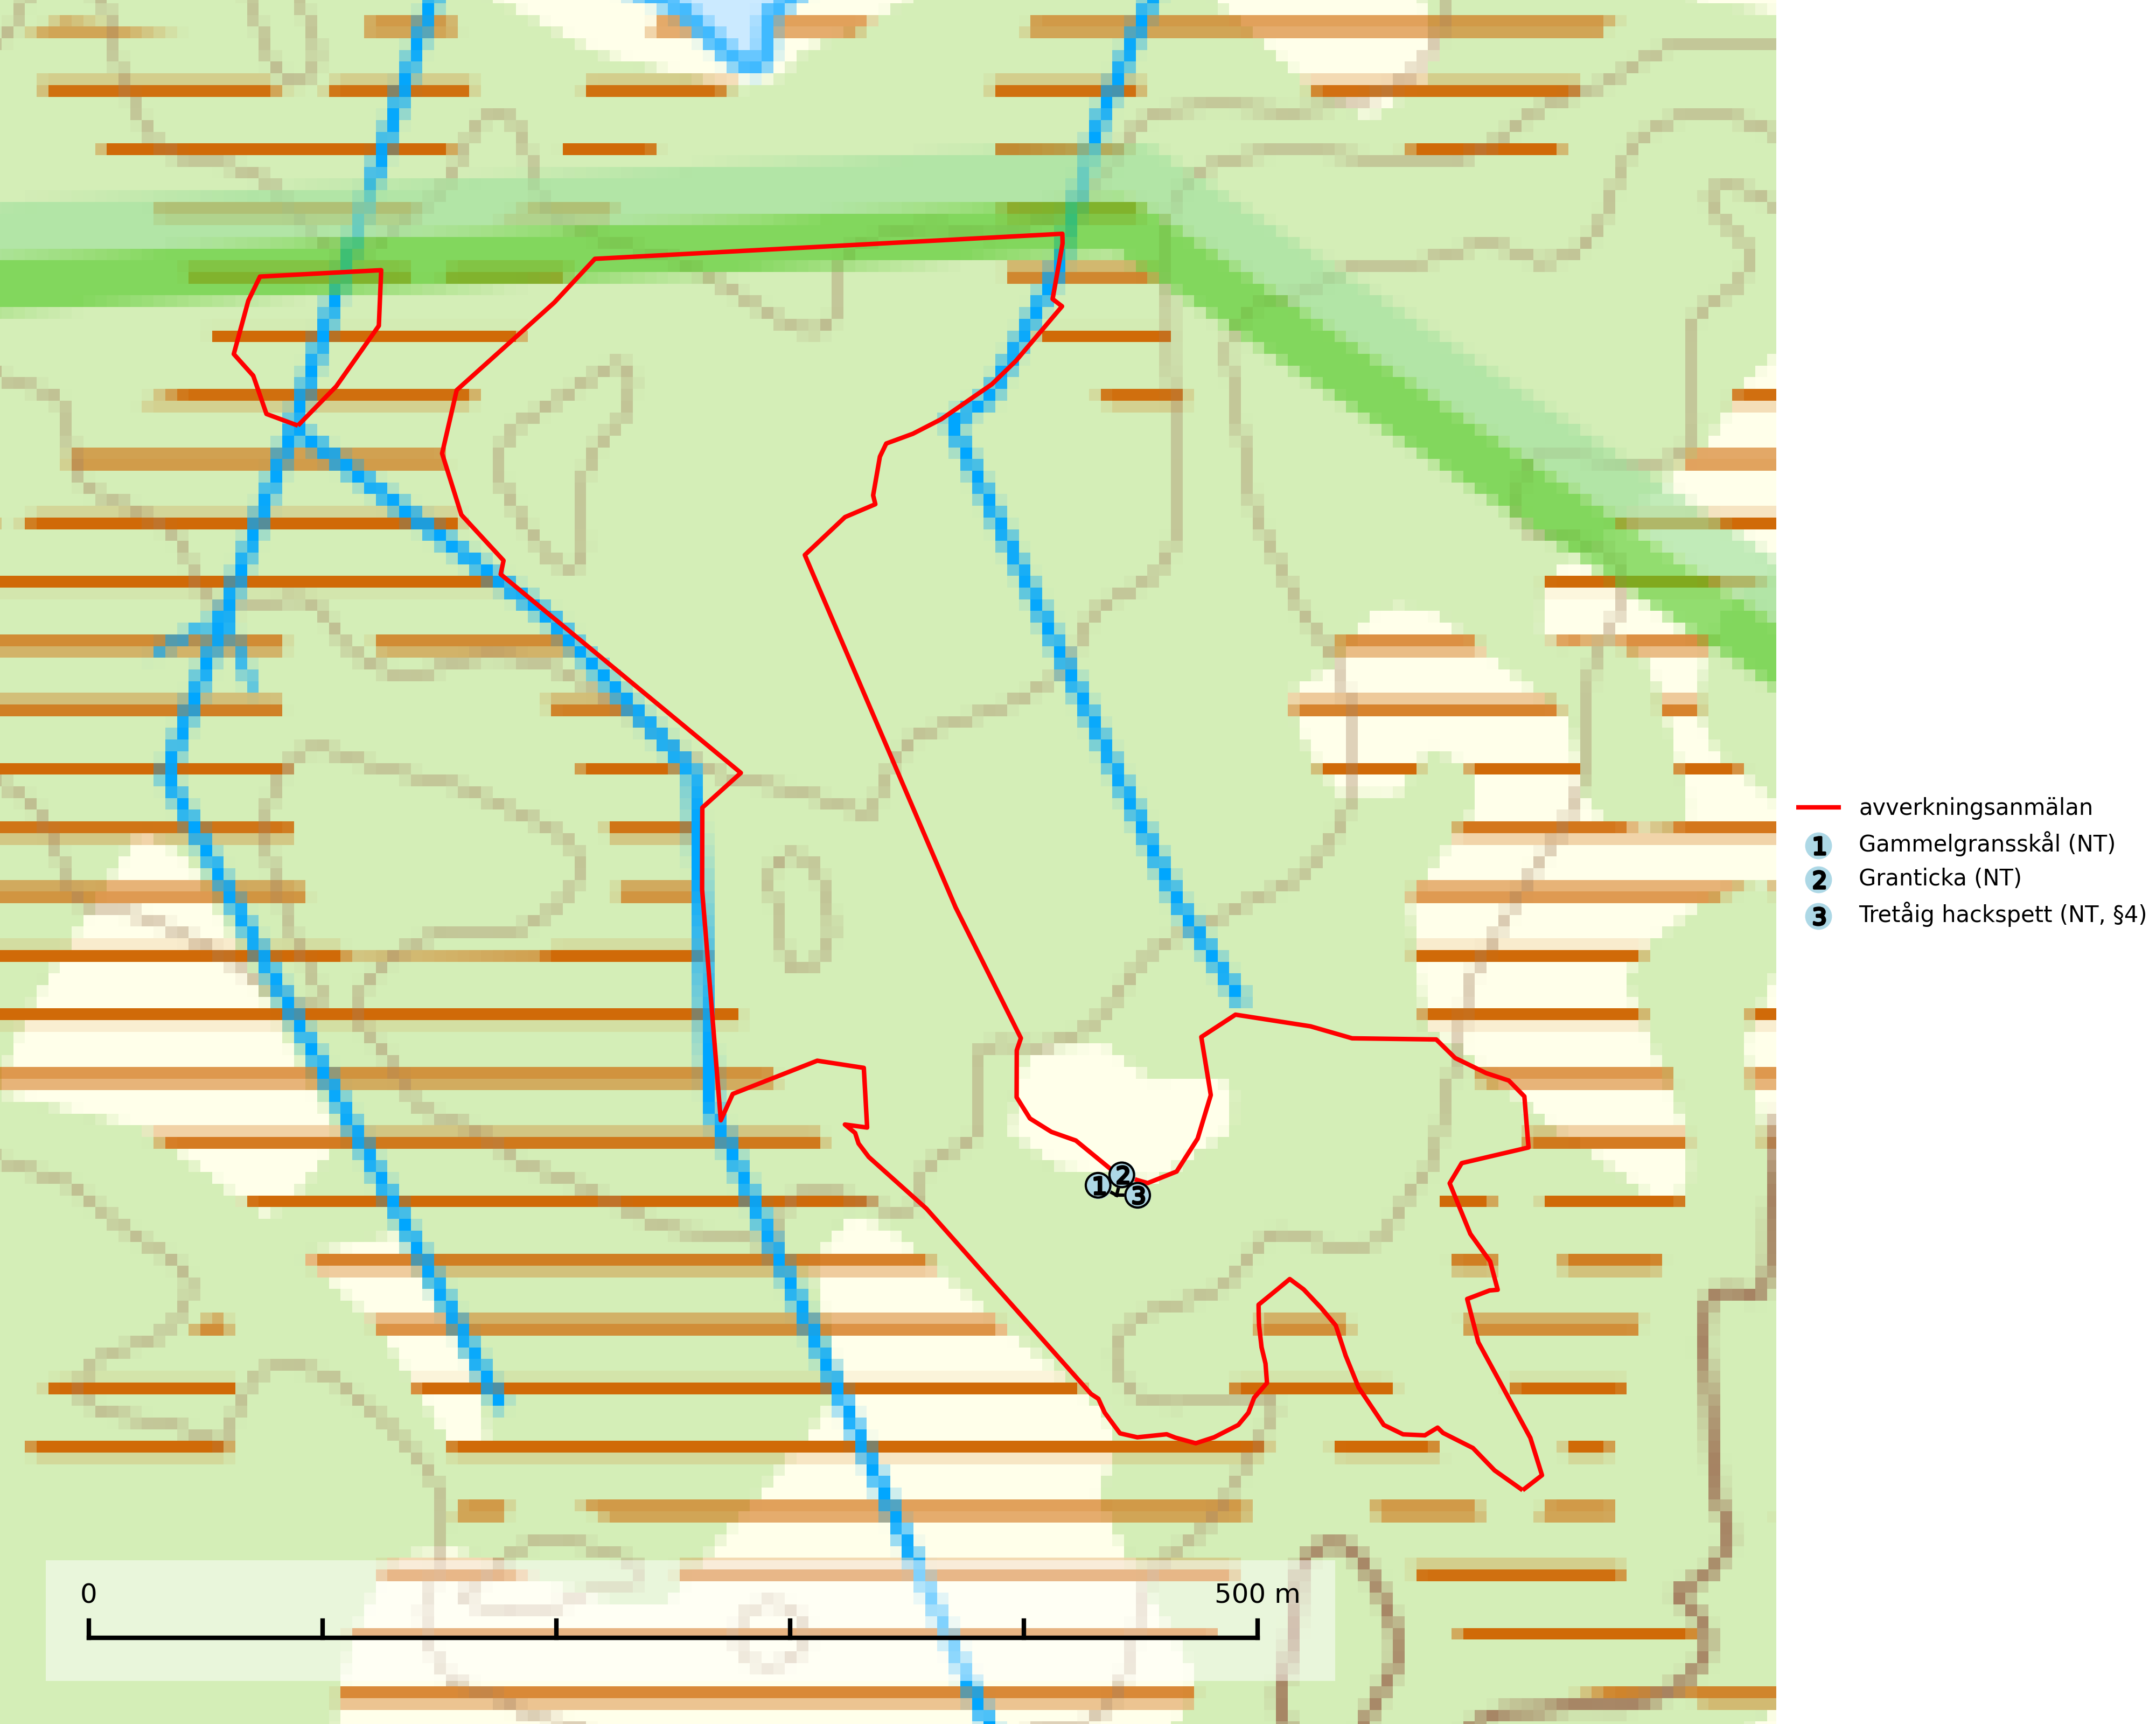 avverkningsanmälan
1 Gammelgransskål (NT)
2 Granticka (NT)
3 Tretåig hackspett (NT, §4)
2
1
3
0 500 m